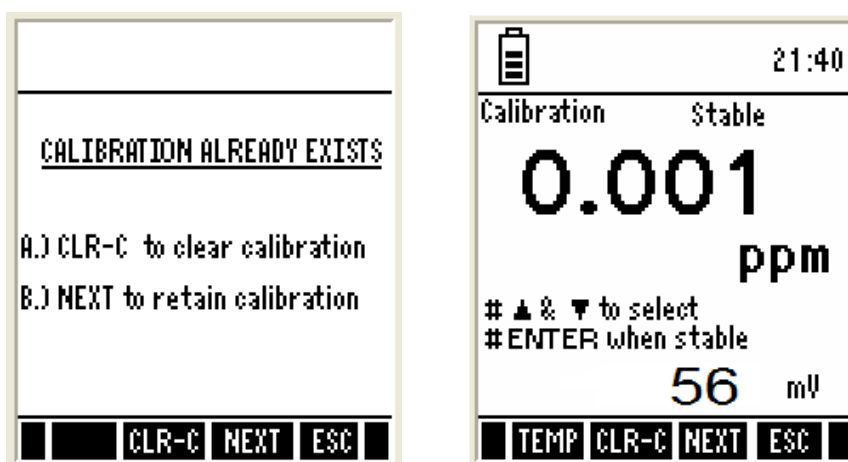 CALIBRATION ALREADY EXISTS
A.) CLR-C to clear calibration
B.) NEXT to retain calibration
CLR-C NEXT ESC
21:40
Calibration Stable
0.001
ppm
# ▲ & ▼ to select
#ENTER when stable
56 mV
TEMP CLR-C NEXT ESC